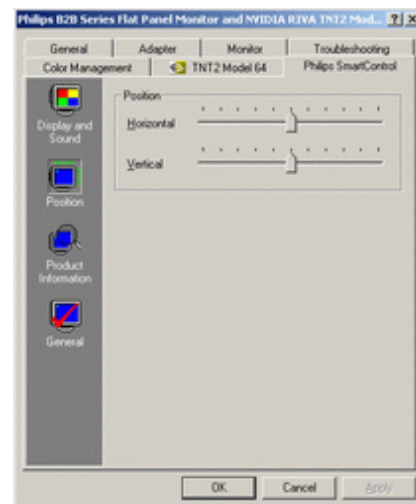 Philips B2B Series Flat Panel Monitor and NVIDIA RIVA TNT2 Mod...
General Adapter Monitor Troubleshooting
Color Management TNT2 Model 64 Philips SmartControl
Display and
Sound
Position
Product
Information
General
Position
Horizontal
Vertical
OK Cancel Apply